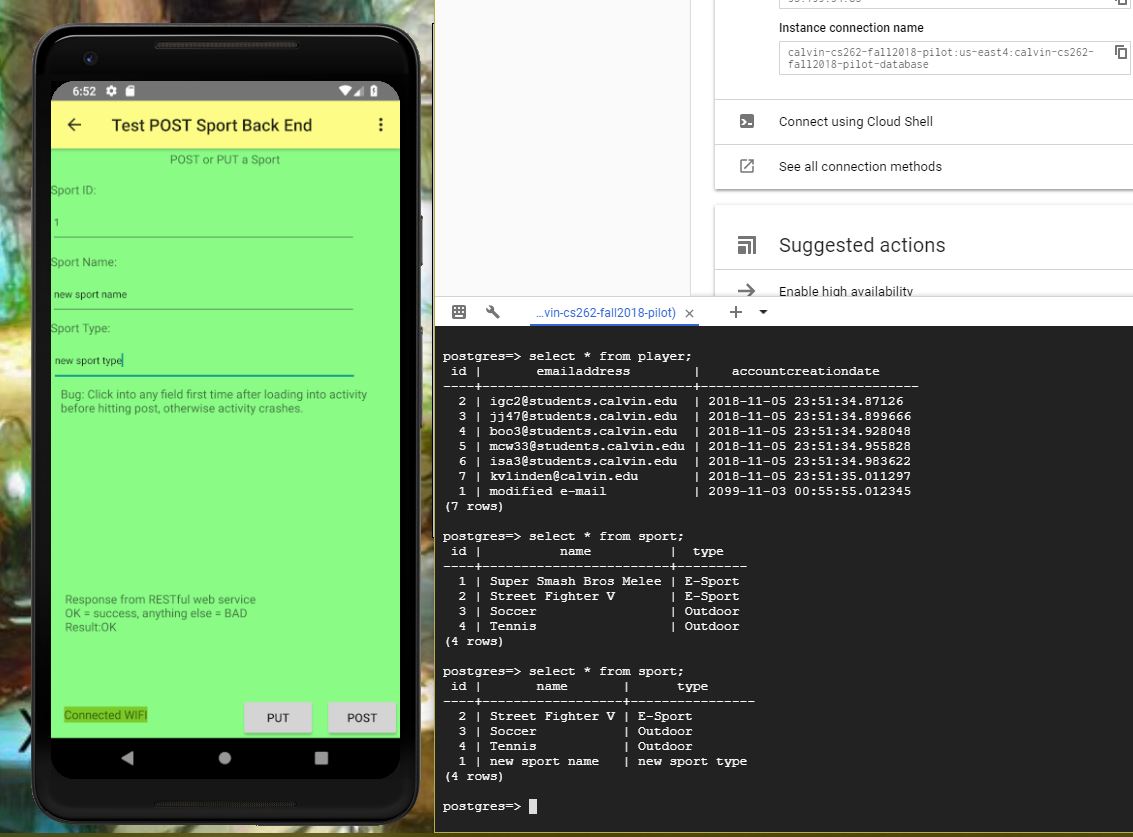 6:52
Test POST Sport Back End
POST or PUT a Sport
Sport ID:
1
Sport Name:
new sport name
Sport Type:
new sport type
Bug: Click into any field first time after loading into activity
before hitting post, otherwise activity crashes.
Response from RESTful web service
OK = success, anything else = BAD
Result:OK
Connected WIFI
PUT
POST
Instance connection name
calvin-cs262-fall2018-pilot:us-east4:calvin-cs262-
fall2018-pilot-database
Connect using Cloud Shell
See all connection methods
Suggested actions
Enable high availability
...vin-cs262-fall2018-pilot)
postgres=> select * from player;
 id |       emailaddress        |    accountcreationdate
----+---------------------------+----------------------------
  2 | igc2@students.calvin.edu  | 2018-11-05 23:51:34.87126
  3 | jj47@students.calvin.edu  | 2018-11-05 23:51:34.899666
  4 | boo3@students.calvin.edu  | 2018-11-05 23:51:34.928048
  5 | mcw33@students.calvin.edu | 2018-11-05 23:51:34.955828
  6 | isa3@students.calvin.edu  | 2018-11-05 23:51:34.983622
  7 | kvlinden@calvin.edu       | 2018-11-05 23:51:35.011297
  1 | modified e-mail           | 2099-11-03 00:55:55.012345
(7 rows)
postgres=> select * from sport;
 id |          name          |  type
----+------------------------+---------
  1 | Super Smash Bros Melee | E-Sport
  2 | Street Fighter V       | E-Sport
  3 | Soccer                 | Outdoor
  4 | Tennis                 | Outdoor
(4 rows)
postgres=> select * from sport;
 id |       name       |      type
----+------------------+----------------
  2 | Street Fighter V | E-Sport
  3 | Soccer           | Outdoor
  4 | Tennis           | Outdoor
  1 | new sport name   | new sport type
(4 rows)
postgres=>